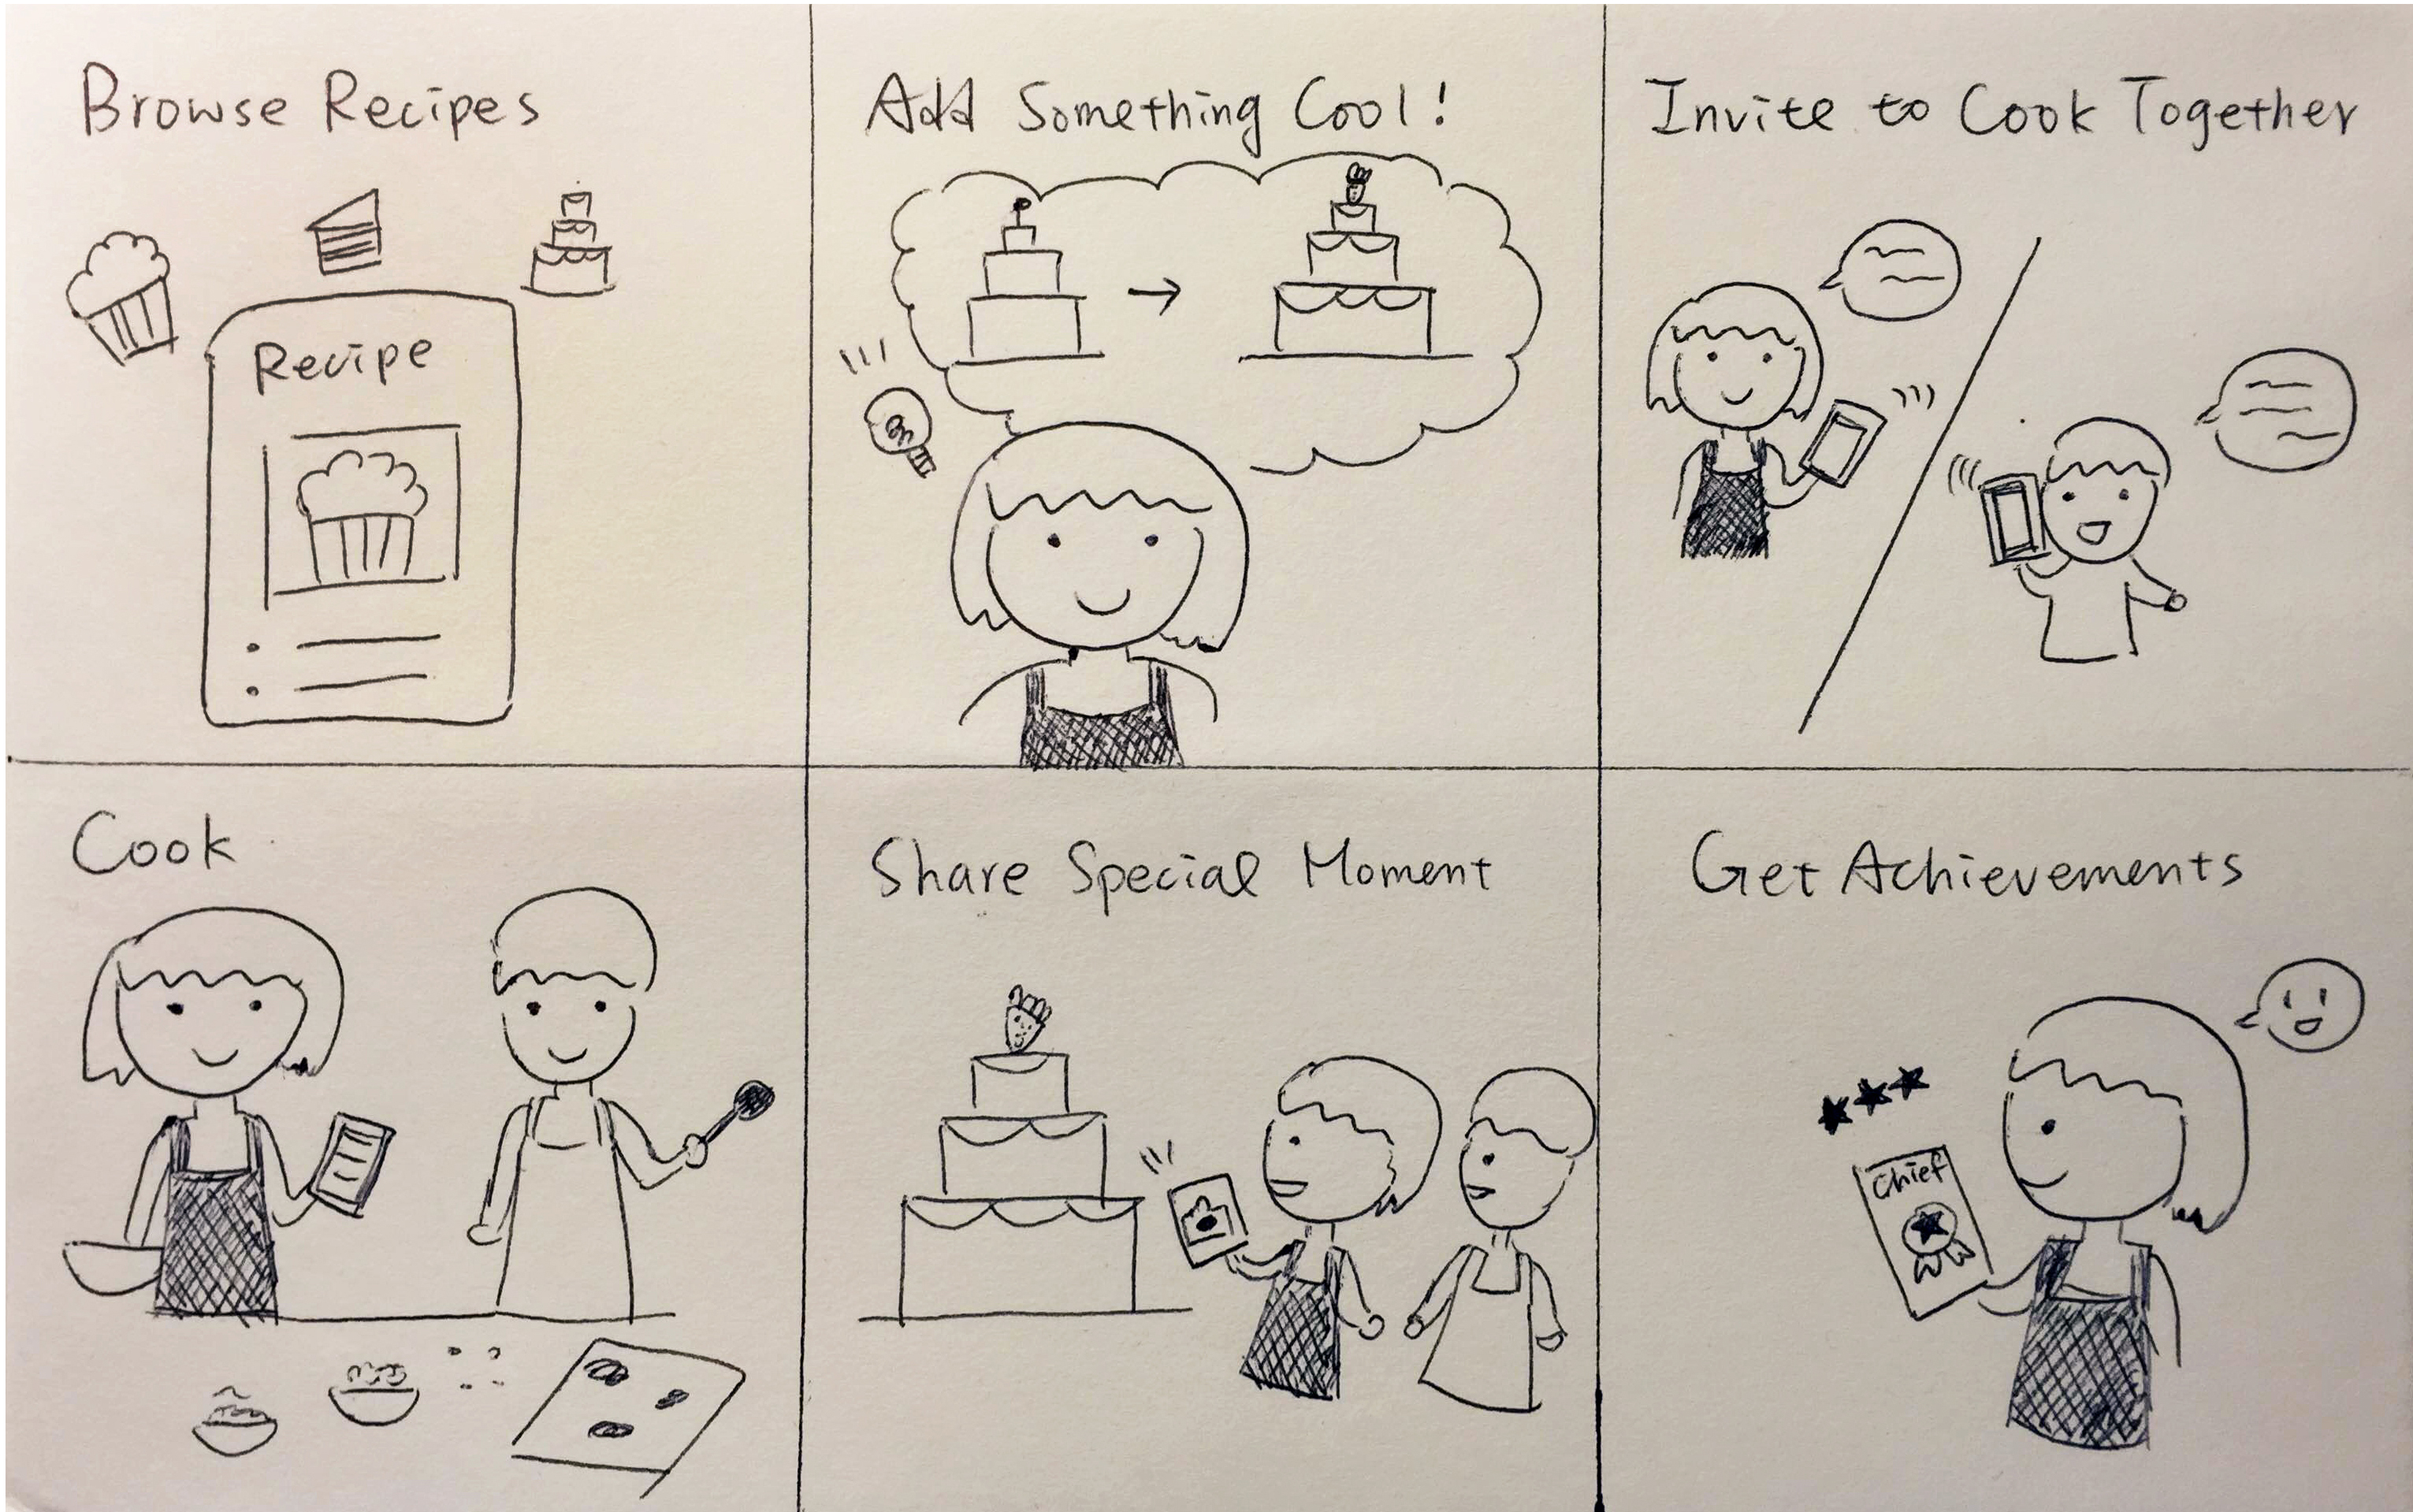 Browse Recipes
Recipe
Add Something Cool!
Invite to Cook Together
Cook
Share Special Moment
Get Achievements
Chief